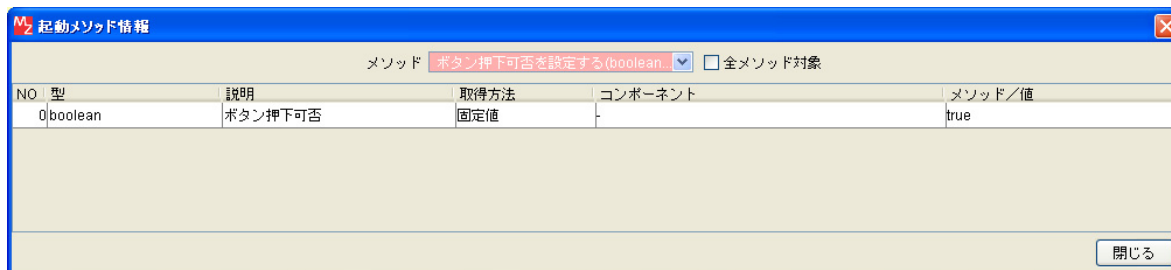 MZ 起動メソッド情報
メソッド ボタン押下可否を設定する(boolean... 全メソッド対象
NO 型 説明 取得方法 コンポーネント メソッド/値
0 boolean ボタン押下可否 固定値 - true
閉じる